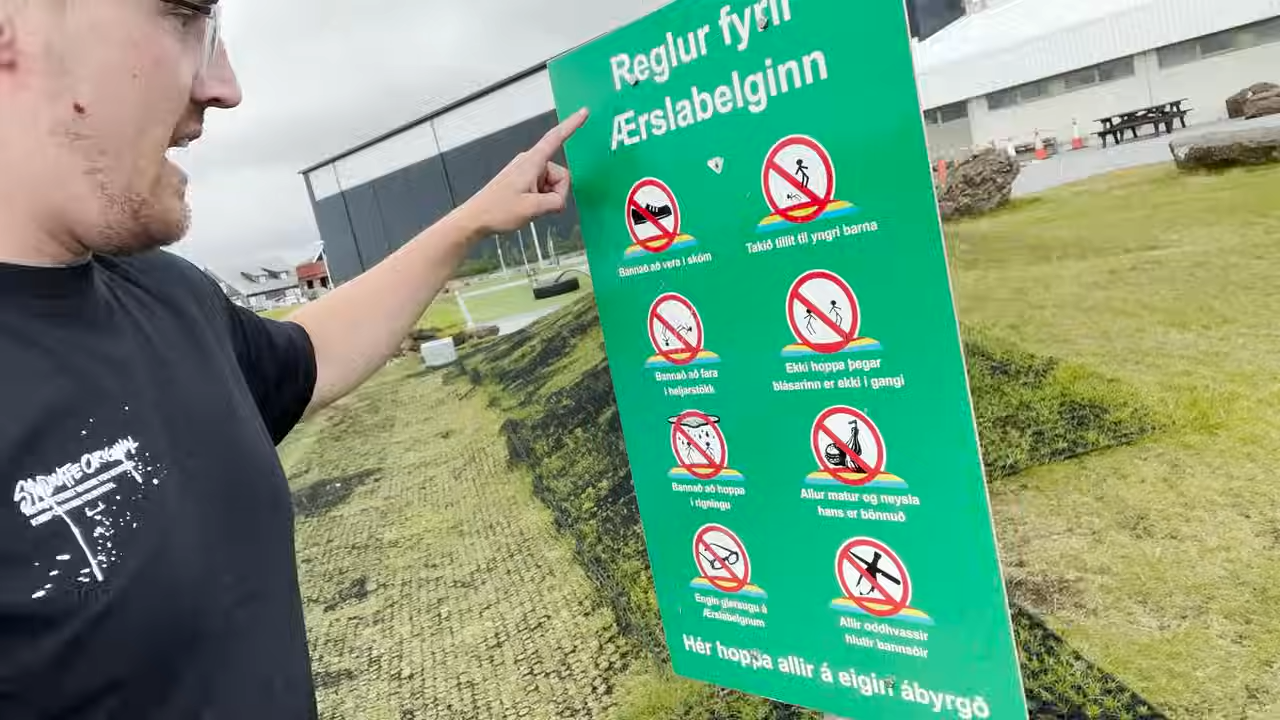 Reglur fyrir
Ærslabelginn
Bannað að vera í skóm
Takið tillit til yngri barna
Bannað að fara
í heljarstökk
Ekki hoppa þegar
blásarinn er ekki í gangi
Bannað að hoppa
í rigningu
Allur matur og neysla
hans er bönnuð
Engin gleraugu á
Ærslabelgnum
Allir oddhvassir
hlutir bannaðir
Hér hoppa allir á eigin ábyrgð